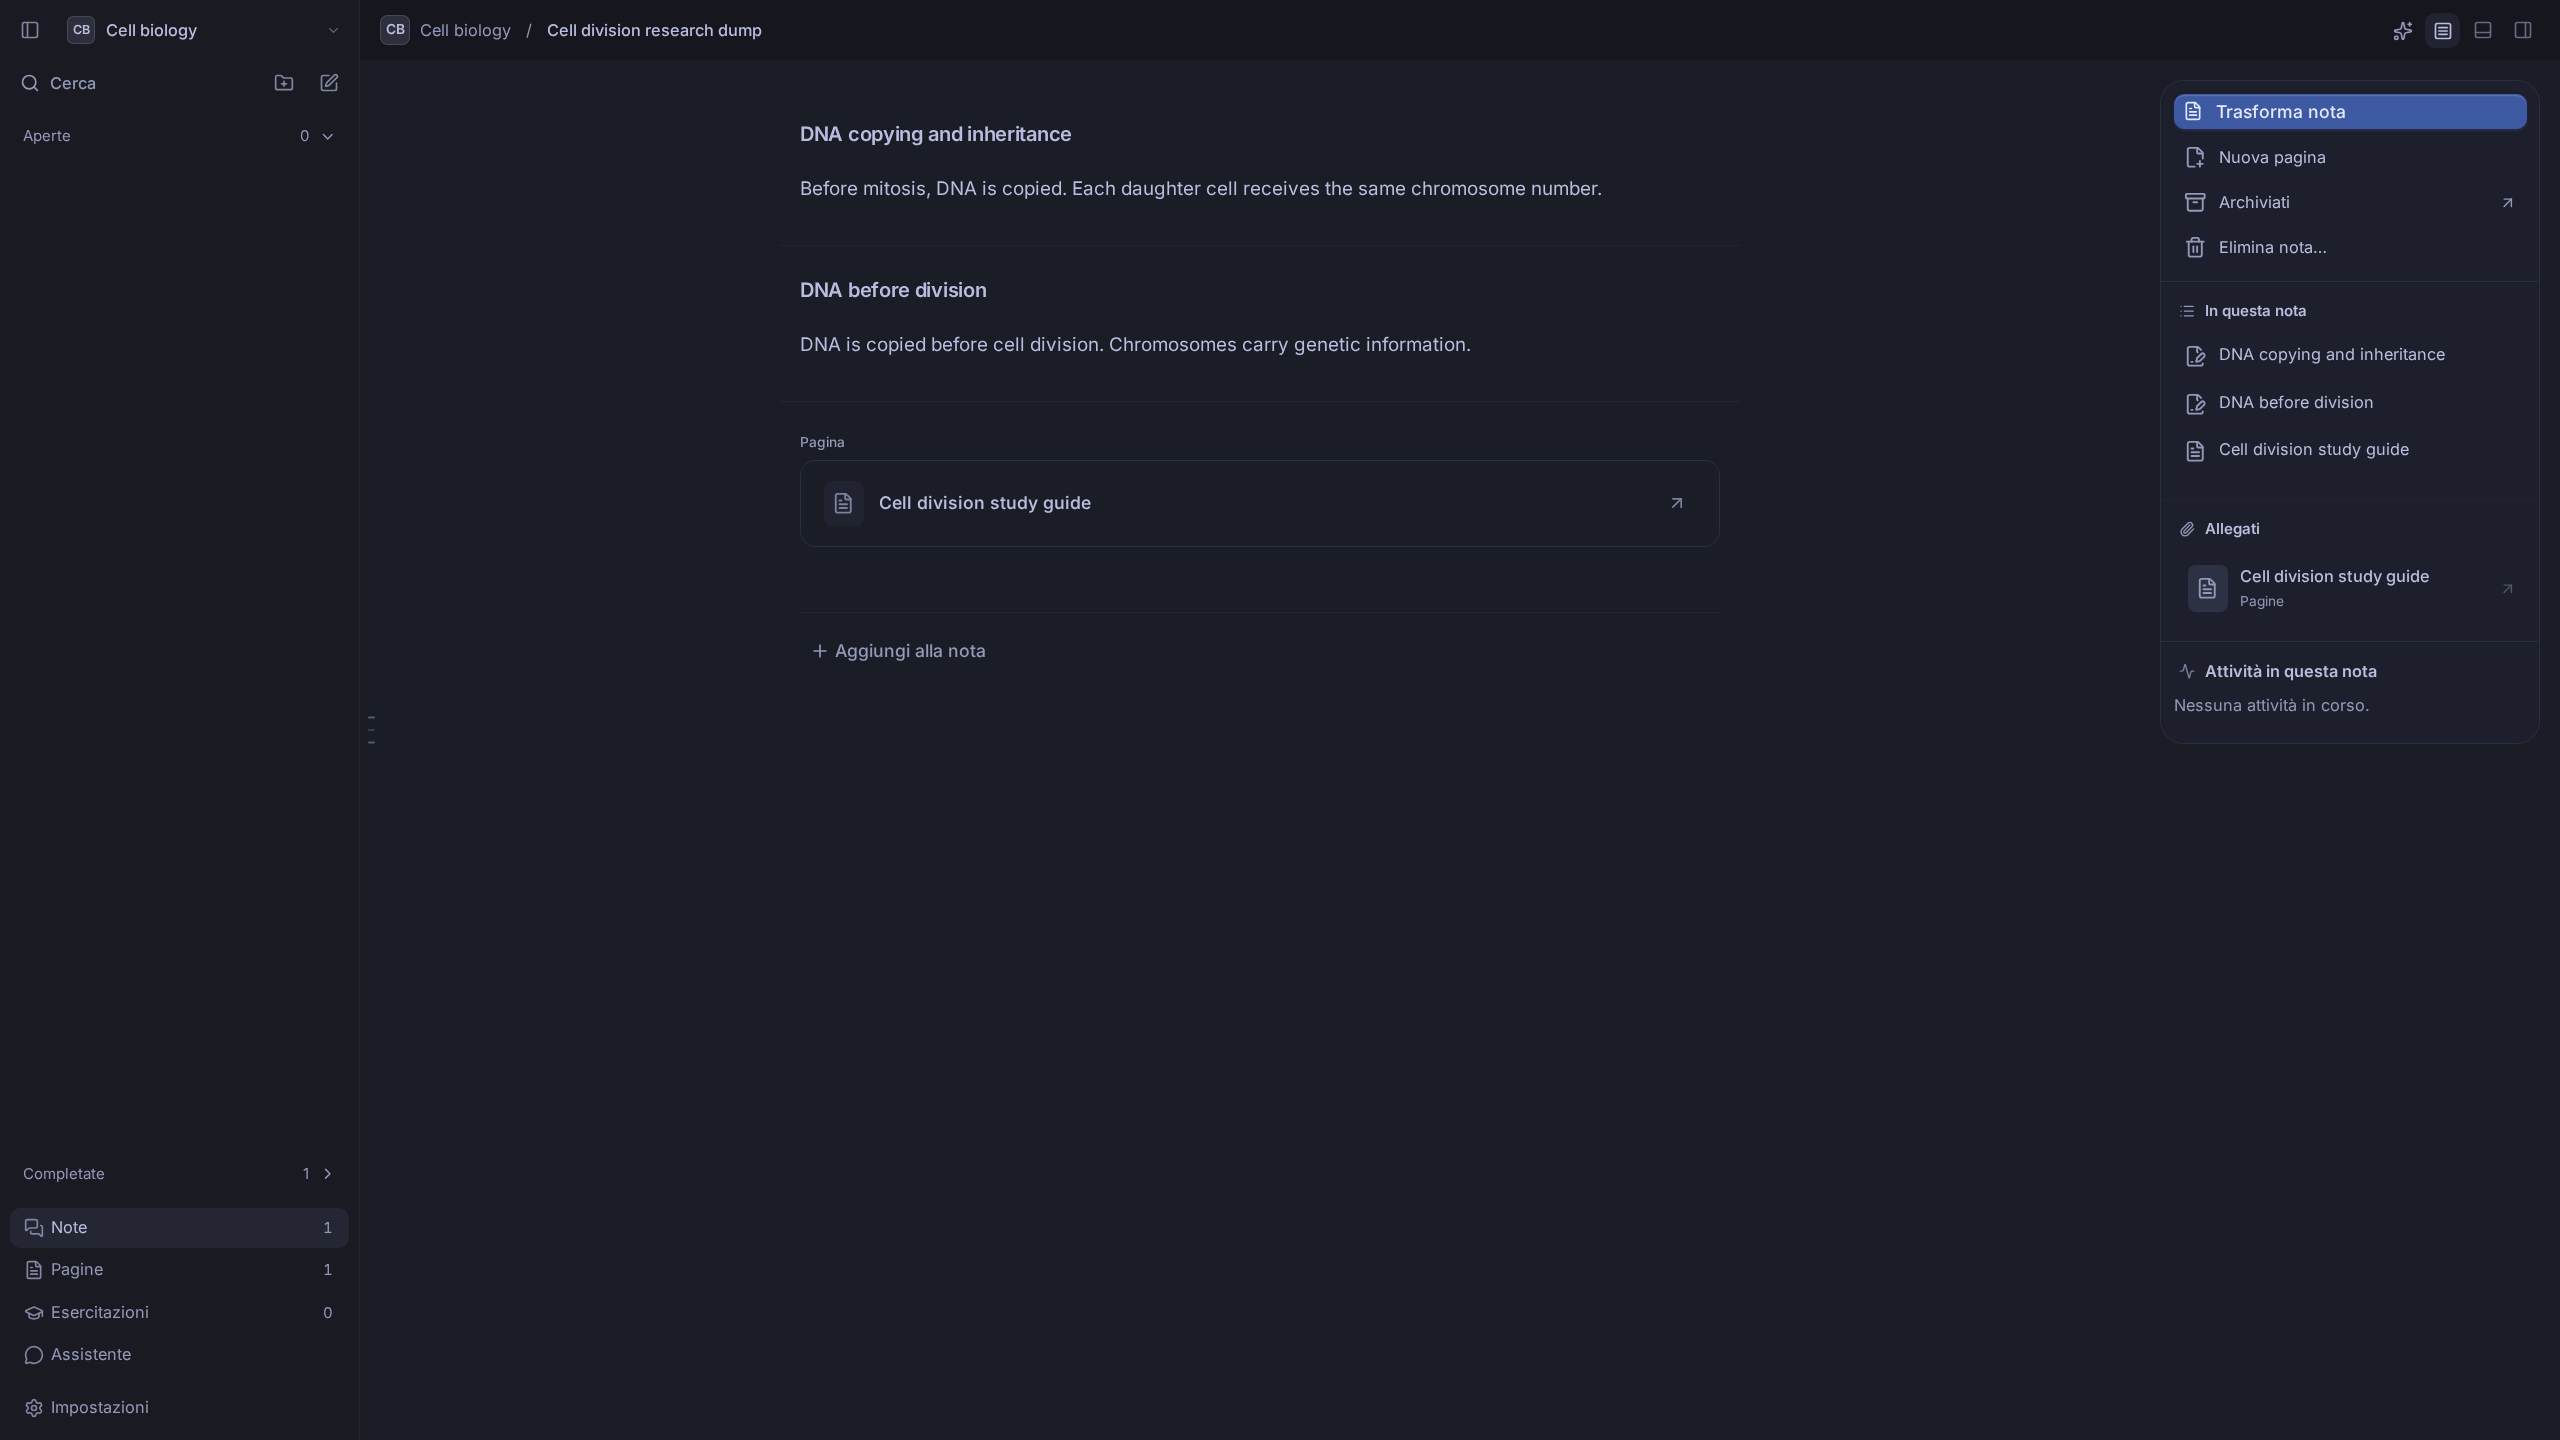 CB Cell biology
Cerca
Aperte 0
Completate 1
Note 1
Pagine 1
Esercitazioni 0
Assistente
Impostazioni
CB Cell biology / Cell division research dump
DNA copying and inheritance
Before mitosis, DNA is copied. Each daughter cell receives the same chromosome number.
DNA before division
DNA is copied before cell division. Chromosomes carry genetic information.
Pagina
Cell division study guide
Aggiungi alla nota
Trasforma nota
Nuova pagina
Archiviati
Elimina nota...
In questa nota
DNA copying and inheritance
DNA before division
Cell division study guide
Allegati
Cell division study guide
Pagine
Attività in questa nota
Nessuna attività in corso.